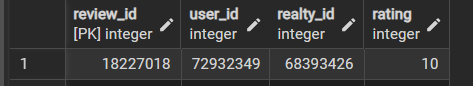 review_id user_id realty_id rating
[PK] integer integer integer integer
1 18227018 72932349 68393426 10